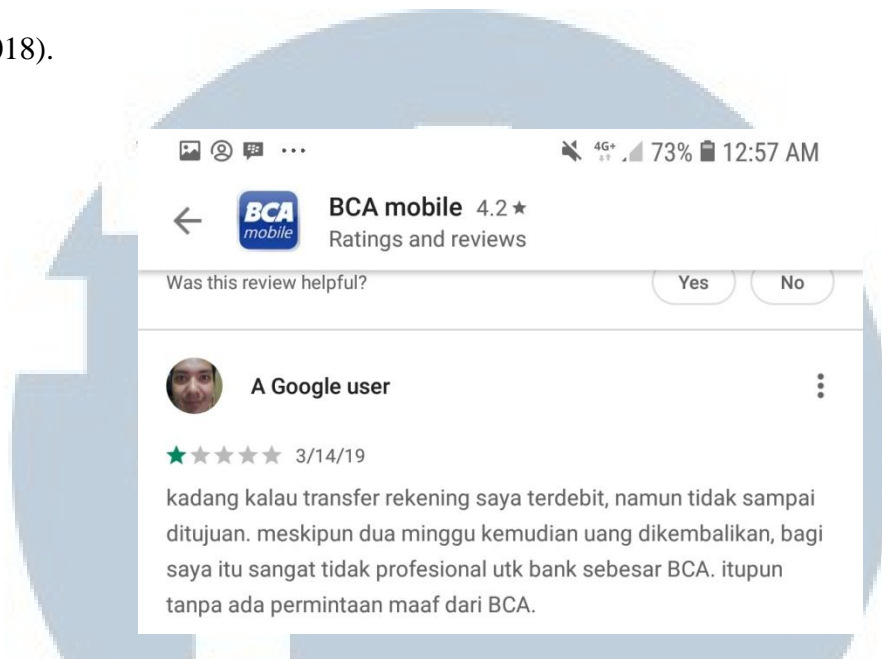 018).
73% 12:57 AM
4G+
BCA mobile
BCA mobile 4.2★
Ratings and reviews
Was this review helpful? Yes No
A Google user
3/14/19
kadang kalau transfer rekening saya terdebit, namun tidak sampai
ditujuan. meskipun dua minggu kemudian uang dikembalikan, bagi
saya itu sangat tidak profesional utk bank sebesar BCA. itupun
tanpa ada permintaan maaf dari BCA.